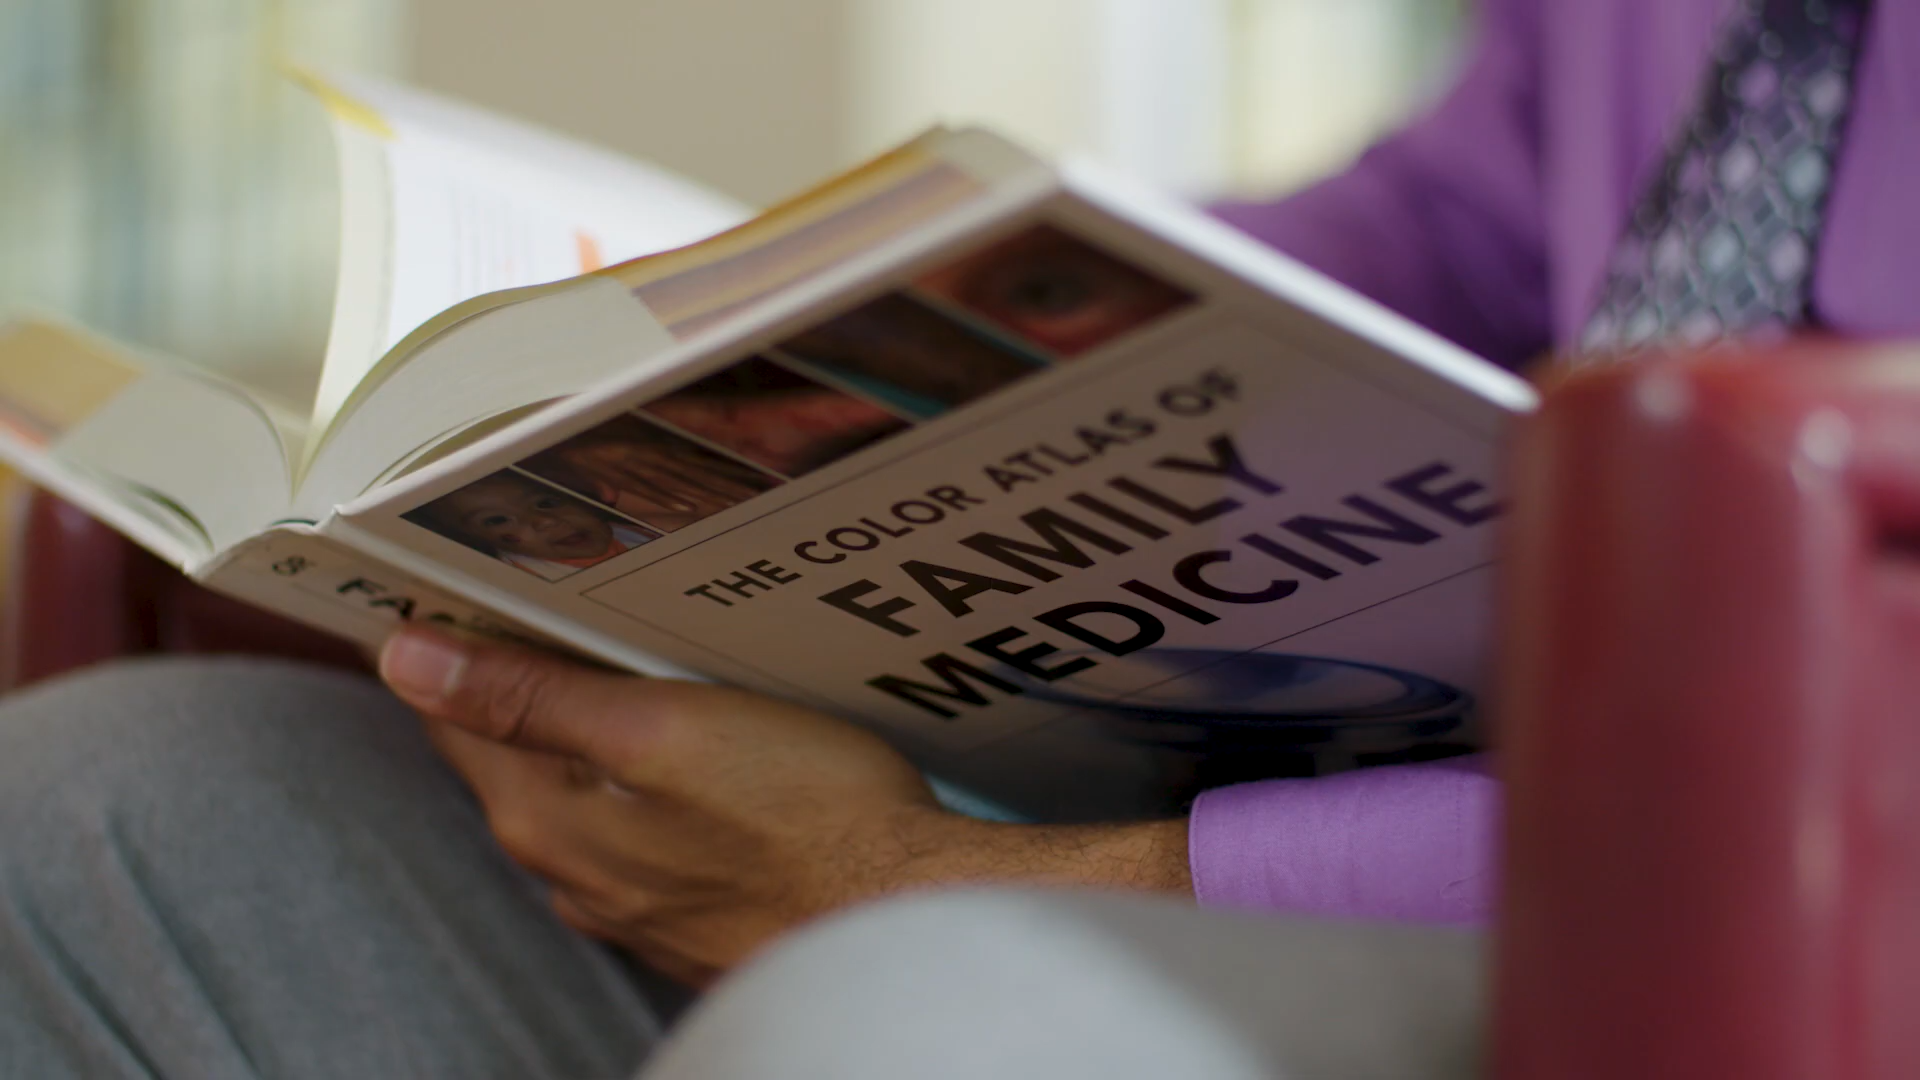 THE COLOR ATLAS OF
FAMILY
MEDICINE